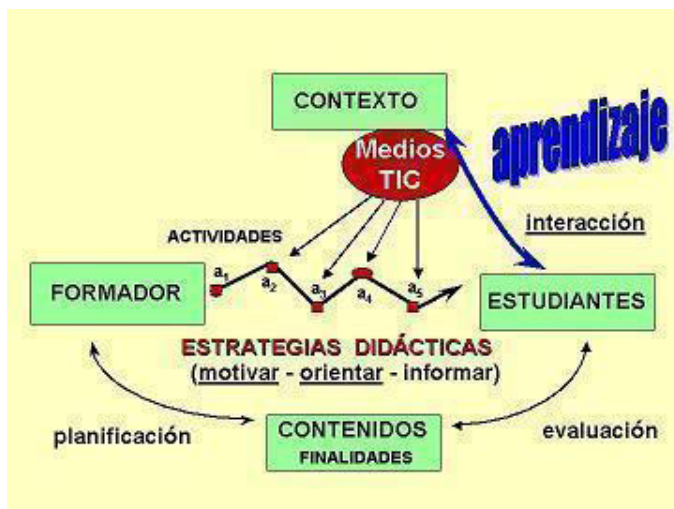 CONTEXTO
aprendizaje
Medios
TIC
interacción
ACTIVIDADES
a1
a2
a3
a4
a5
FORMADOR
ESTUDIANTES
ESTRATEGIAS DIDÁCTICAS
(motivar - orientar - informar)
planificación
CONTENIDOS
FINALIDADES
evaluación